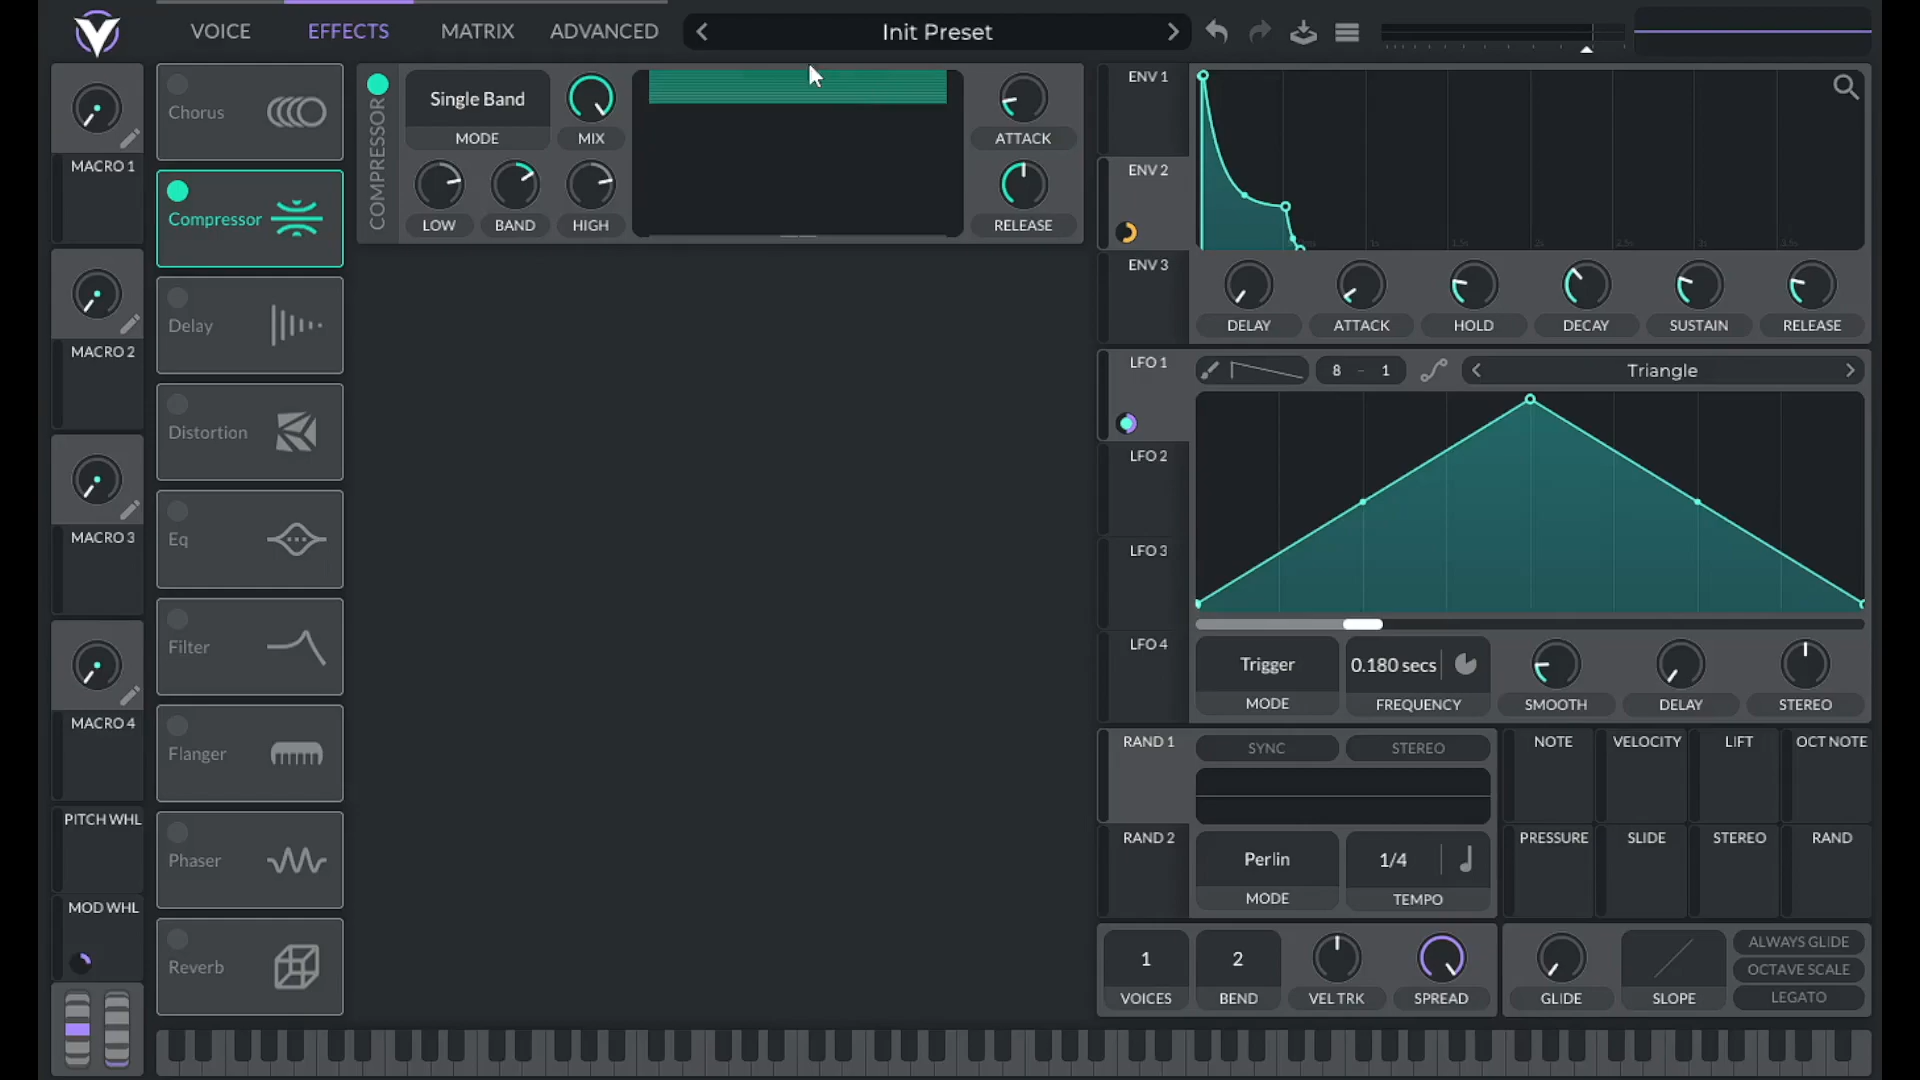 VOICE
EFFECTS
MATRIX
ADVANCED
Init Preset
MACRO 1
MACRO 2
MACRO 3
MACRO 4
PITCH WHL
MOD WHL
Chorus
Compressor
Delay
Distortion
Eq
Filter
Flanger
Phaser
Reverb
COMPRESSOR
Single Band
MODE
MIX
LOW
BAND
HIGH
ATTACK
RELEASE
ENV 1
ENV 2
ENV 3
DELAY
ATTACK
HOLD
DECAY
SUSTAIN
RELEASE
LFO 1
LFO 2
LFO 3
LFO 4
8 - 1
Triangle
Trigger
MODE
0.180 secs
FREQUENCY
SMOOTH
DELAY
STEREO
RAND 1
RAND 2
SYNC
STEREO
Perlin
MODE
1/4
TEMPO
NOTE
VELOCITY
LIFT
OCT NOTE
PRESSURE
SLIDE
STEREO
RAND
1
VOICES
2
BEND
VEL TRK
SPREAD
GLIDE
SLOPE
ALWAYS GLIDE
OCTAVE SCALE
LEGATO